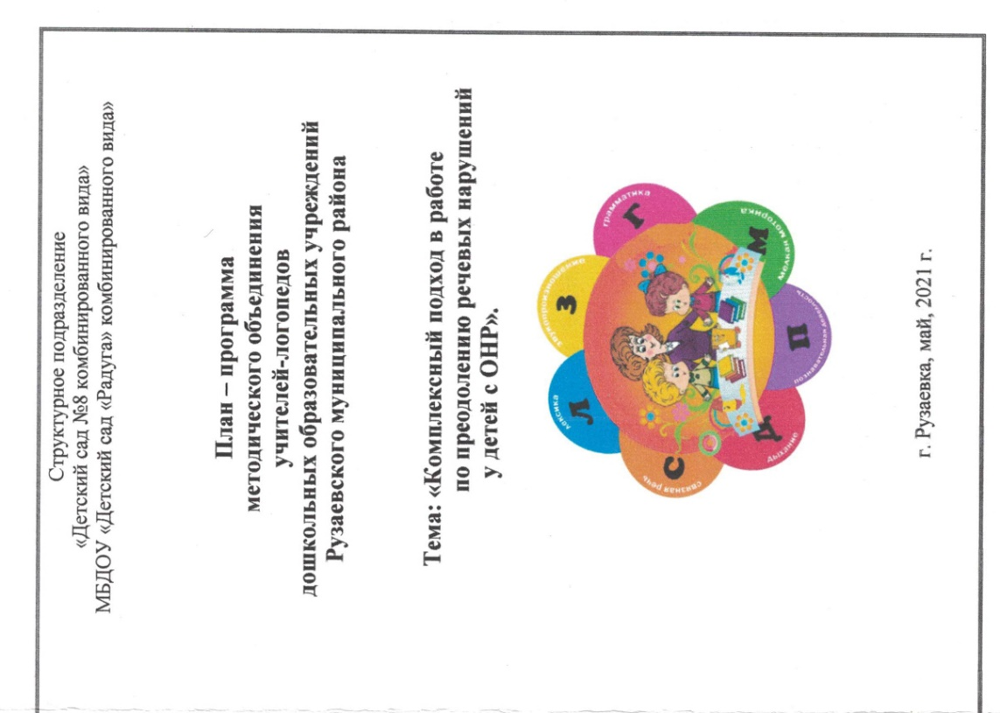 Структурное подразделение
«Детский сад №8 комбинированного вида»
МБДОУ «Детский сад «Радуга» комбинированного вида»
План – программа
методического объединения
учителей-логопедов
дошкольных образовательных учреждений
Рузаевского муниципального района
Тема: «Комплексный подход в работе
по преодолению речевых нарушений
у детей с ОНР».
связная речь
С
лексика
Л
звукопроизношение
З
грамматика
Г
мелкая моторика
М
познавательная деятельность
П
дыхание
Д
г. Рузаевка, май, 2021 г.